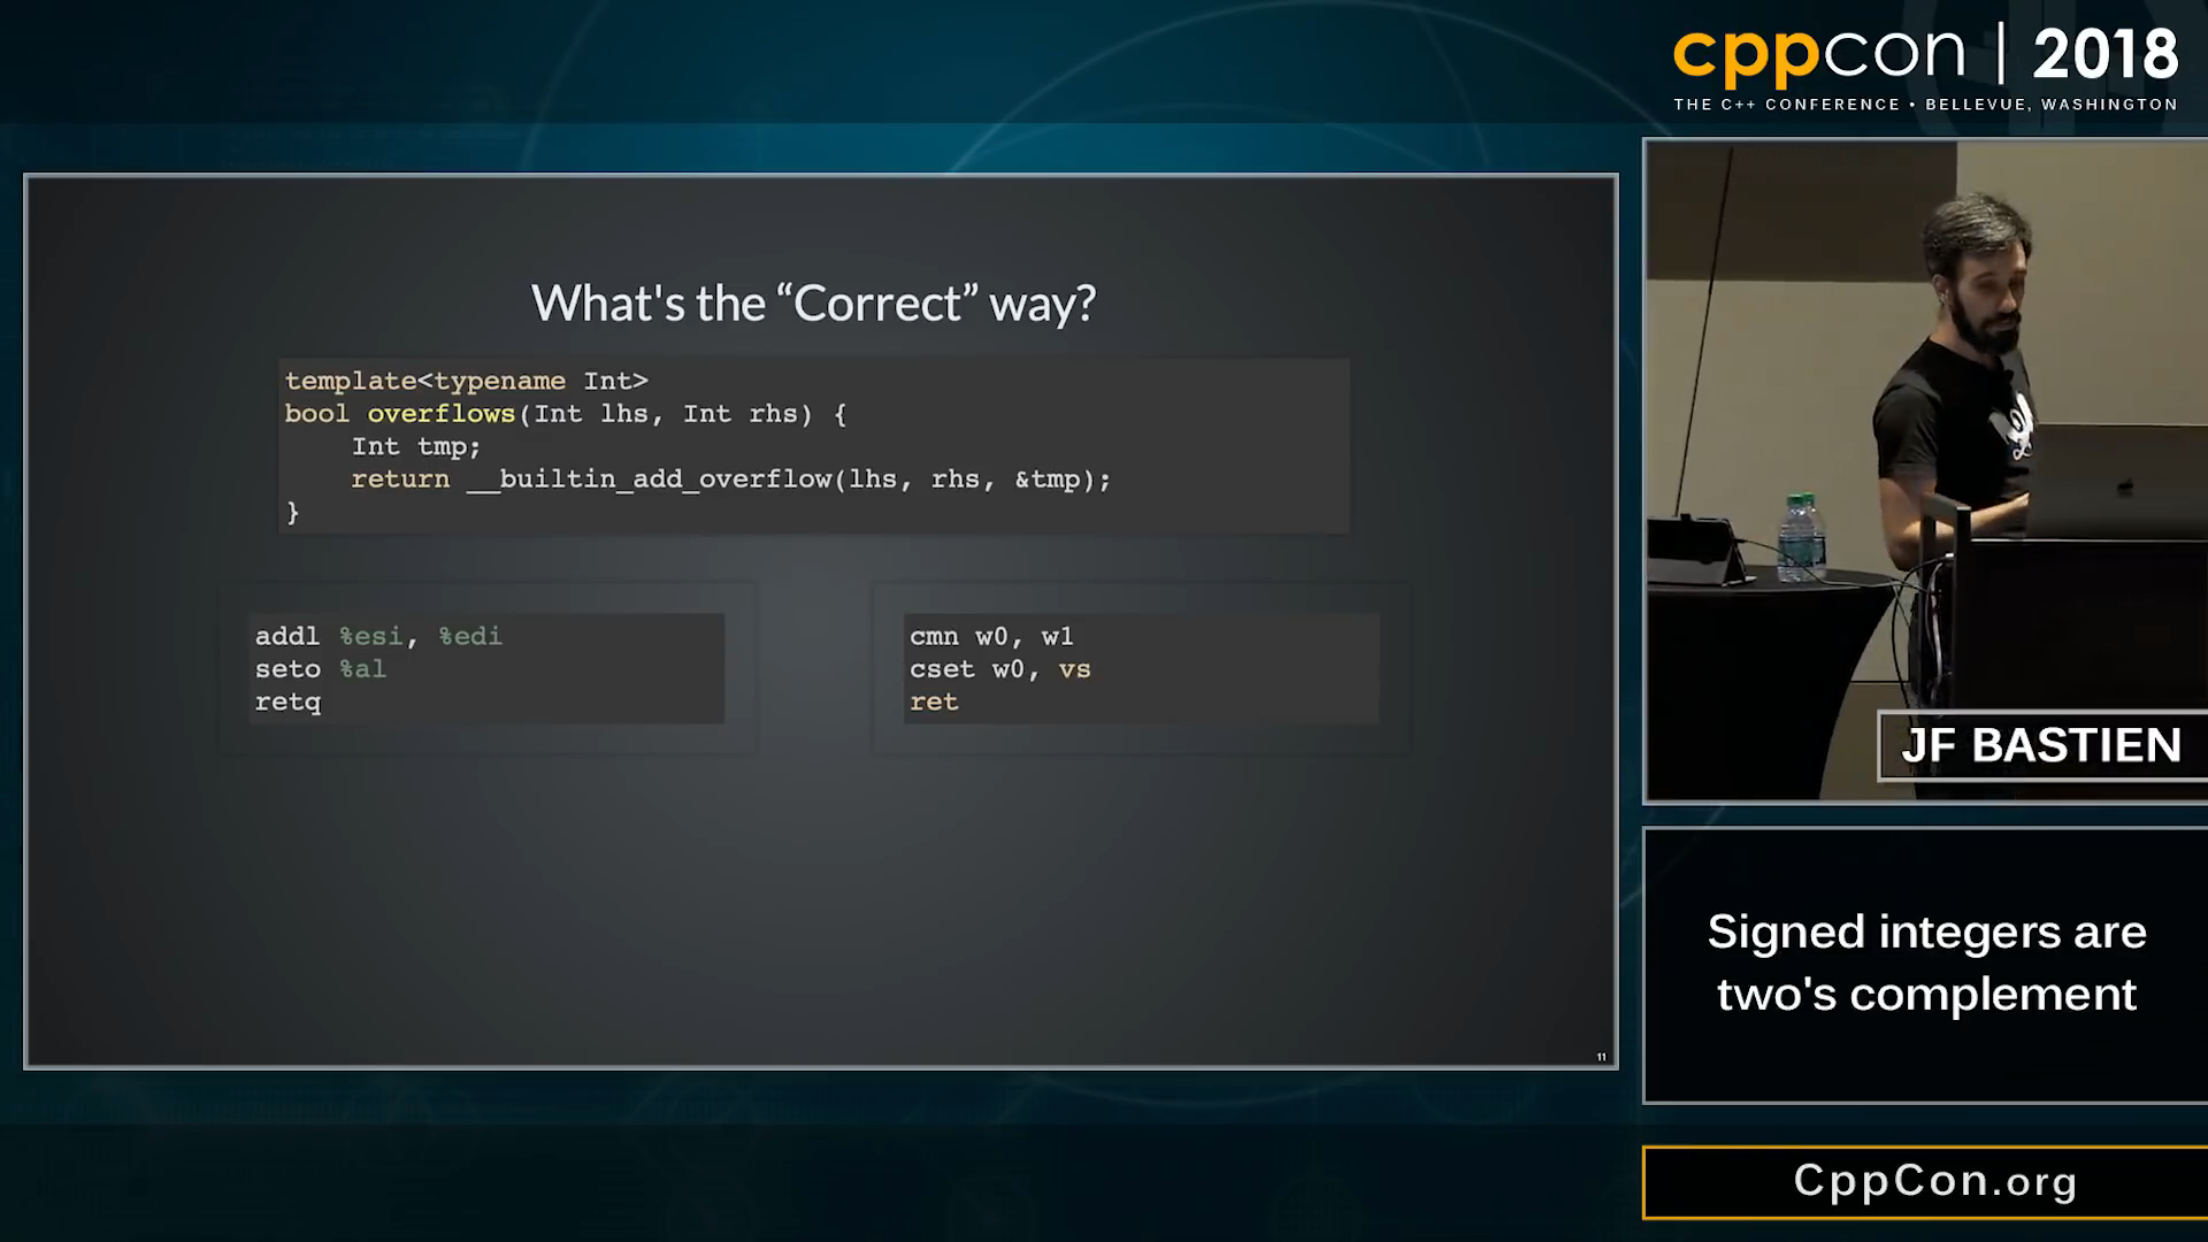 cppcon | 2018
THE C++ CONFERENCE • BELLEVUE, WASHINGTON
What's the “Correct” way?
template<typename Int>
bool overflows(Int lhs, Int rhs) {
    Int tmp;
    return __builtin_add_overflow(lhs, rhs, &tmp);
}
addl %esi, %edi
seto %al
retq
cmn w0, w1
cset w0, vs
ret
11
JF BASTIEN
Signed integers are
two's complement
CppCon.org